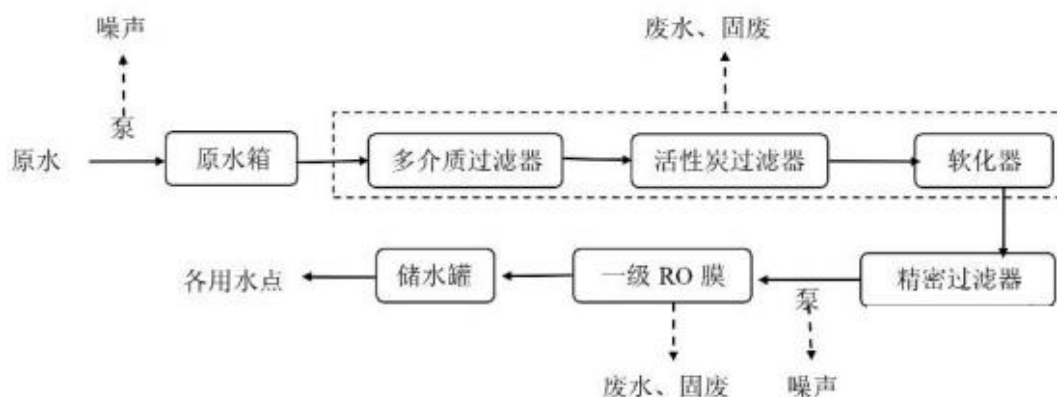 噪声
废水、固废
泵
原水
原水箱
多介质过滤器
活性炭过滤器
软化器
各用水点
储水罐
一级 RO 膜
泵
精密过滤器
废水、固废
噪声